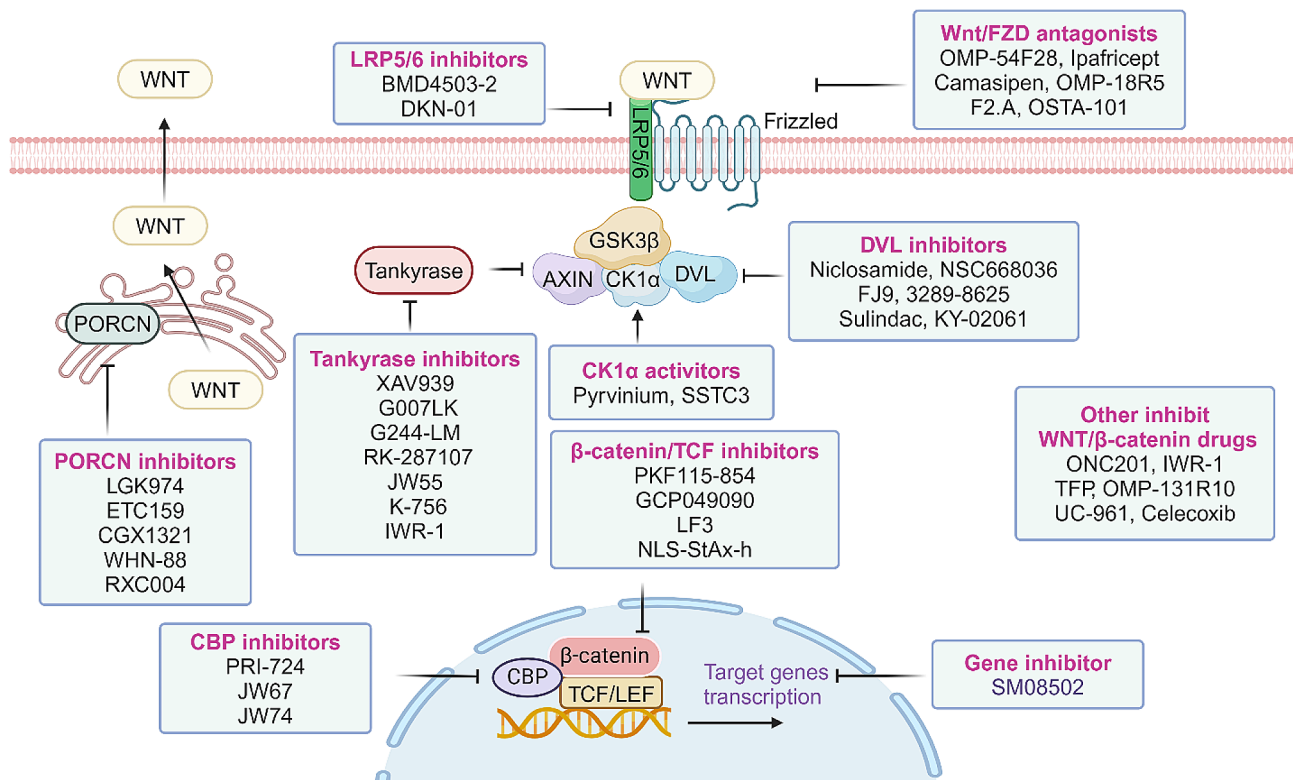 WNT
LRP5/6 inhibitors
BMD4503-2
DKN-01
WNT
Wnt/FZD antagonists
OMP-54F28, Ipafricept
Camasipen, OMP-18R5
F2.A, OSTA-101
LRP5/6
Frizzled
WNT
PORCN
WNT
Tankyrase
GSK3β
AXIN
CK1α
DVL
DVL inhibitors
Niclosamide, NSC668036
FJ9, 3289-8625
Sulindac, KY-02061
PORCN inhibitors
LGK974
ETC159
CGX1321
WHN-88
RXC004
Tankyrase inhibitors
XAV939
G007LK
G244-LM
RK-287107
JW55
K-756
IWR-1
CK1α activitors
Pyrvinium, SSTC3
β-catenin/TCF inhibitors
PKF115-854
GCP049090
LF3
NLS-StAx-h
Other inhibit
WNT/β-catenin drugs
ONC201, IWR-1
TFP, OMP-131R10
UC-961, Celecoxib
CBP inhibitors
PRI-724
JW67
JW74
β-catenin
CBP
TCF/LEF
Target genes
transcription
Gene inhibitor
SM08502